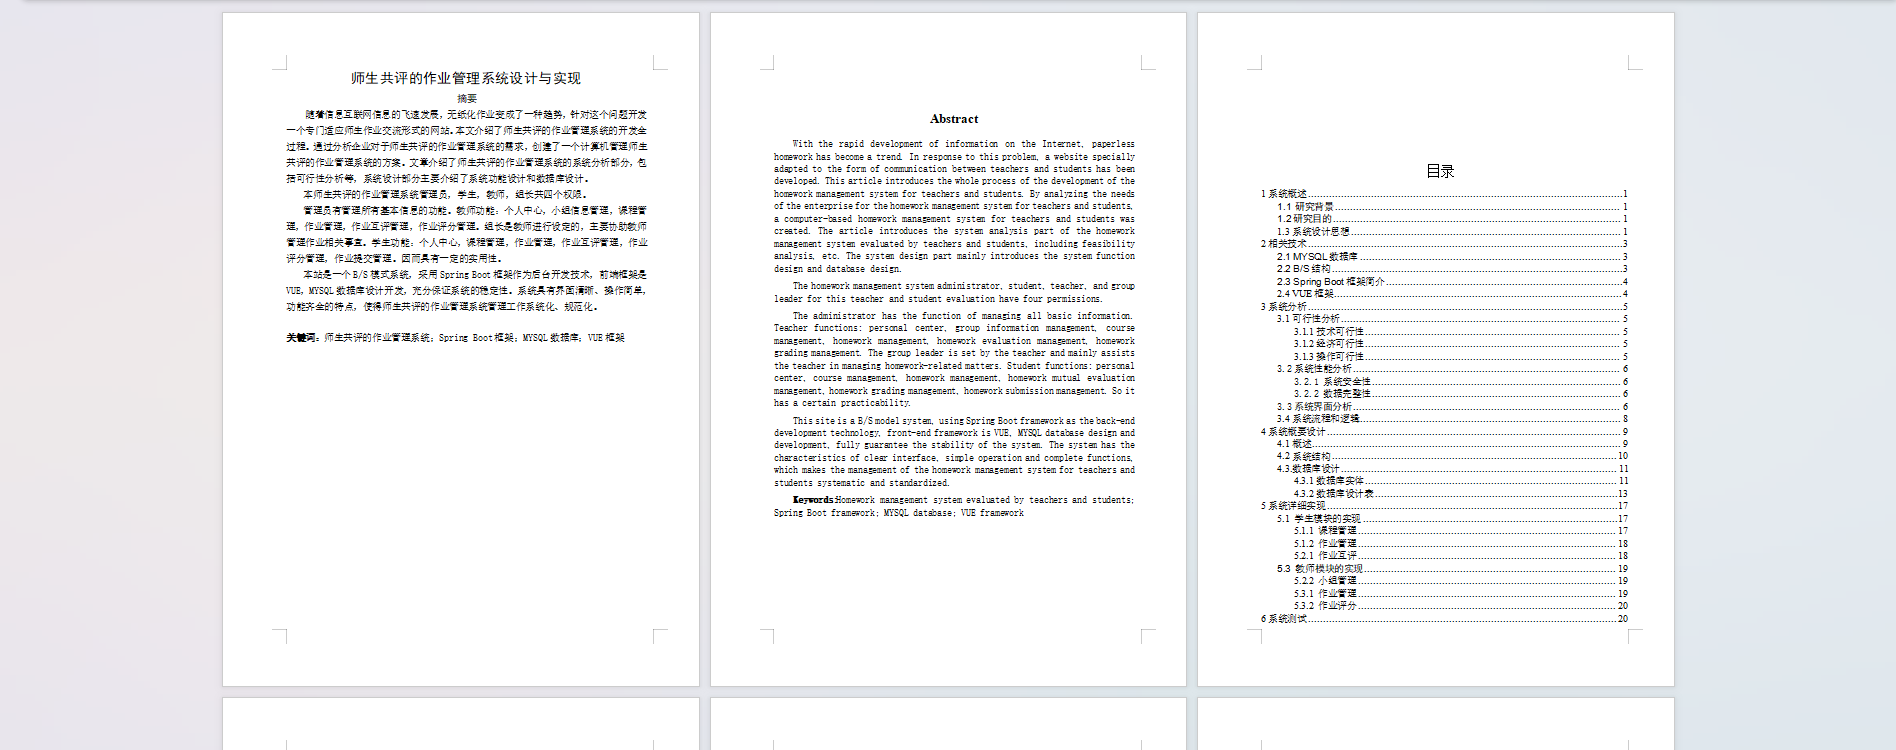 师生共评的作业管理系统设计与实现
摘要
随着信息互联网信息的飞速发展，无纸化作业变成了一种趋势，针对这个问题开发
一个专门适应师生作业交流形式的网站。本文介绍了师生共评的作业管理系统的开发全
过程。通过分析企业对于师生共评的作业管理系统的需求，创建了一个计算机管理师生
共评的作业管理系统的方案。文章介绍了师生共评的作业管理系统的系统分析部分，包
括可行性分析等，系统设计部分主要介绍了系统功能设计和数据库设计。
本师生共评的作业管理系统管理员，学生，教师，组长共四个权限。
管理员有管理所有基本信息的功能。教师功能：个人中心，小组信息管理，课程管
理，作业管理，作业互评管理，作业评分管理。组长是教师进行设定的，主要协助教师
管理作业相关事宜。学生功能：个人中心，课程管理，作业管理，作业互评管理，作业
评分管理，作业提交管理。因而具有一定的实用性。
本站是一个B/S模式系统，采用Spring Boot框架作为后台开发技术，前端框架是
VUE，MYSQL数据库设计开发，充分保证系统的稳定性。系统具有界面清晰、操作简单，
功能齐全的特点，使得师生共评的作业管理系统管理工作系统化、规范化。
关键词：师生共评的作业管理系统；Spring Boot框架；MYSQL数据库；VUE框架
Abstract
With the rapid development of information on the Internet, paperless
homework has become a trend. In response to this problem, a website specially
adapted to the form of communication between teachers and students has been
developed. This article introduces the whole process of the development of the
homework management system for teachers and students. By analyzing the needs
of the enterprise for the homework management system for teachers and students,
a computer-based homework management system for teachers and students was
created. The article introduces the system analysis part of the homework
management system evaluated by teachers and students, including feasibility
analysis, etc. The system design part mainly introduces the system function
design and database design.
The homework management system administrator, student, teacher, and group
leader for this teacher and student evaluation have four permissions.
The administrator has the function of managing all basic information.
Teacher functions: personal center, group information management, course
management, homework management, homework evaluation management, homework
grading management. The group leader is set by the teacher and mainly assists
the teacher in managing homework-related matters. Student functions: personal
center, course management, homework management, homework mutual evaluation
management, homework grading management, homework submission management. So it
has a certain practicability.
This site is a B/S model system, using Spring Boot framework as the back-end
development technology, front-end framework is VUE, MYSQL database design and
development, fully guarantee the stability of the system. The system has the
characteristics of clear interface, simple operation and complete functions,
which makes the management of the homework management system for teachers and
students systematic and standardized.
Keywords:Homework management system evaluated by teachers and students;
Spring Boot framework; MYSQL database; VUE framework
目录
1 系统概述 1
1.1 研究背景 1
1.2 研究目的 1
1.3 系统设计思想 1
2 相关技术 3
2.1 MYSQL数据库 3
2.2 B/S结构 3
2.3 Spring Boot框架简介 4
2.4 VUE框架 4
3 系统分析 5
3.1 可行性分析 5
3.1.1 技术可行性 5
3.1.2 经济可行性 5
3.1.3 操作可行性 5
3.2 系统性能分析 6
3.2.1 系统安全性 6
3.2.2 数据完整性 6
3.3 系统界面分析 6
3.4 系统流程和逻辑 8
4 系统概要设计 9
4.1 概述 9
4.2 系统结构 10
4.3.数据库设计 11
4.3.1 数据库实体 11
4.3.2 数据库设计表 13
5 系统详细实现 17
5.1 学生模块的实现 17
5.1.1 课程管理 17
5.1.2 作业管理 18
5.2.1 作业互评 18
5.3 教师模块的实现 19
5.2.2 小组管理 19
5.3.1 作业管理 19
5.3.2 作业评分 20
6 系统测试 20